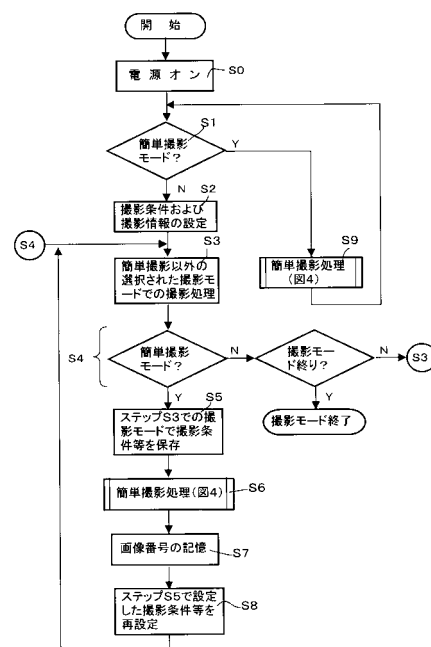 開 始
電 源 オ ン
S0
S1
簡単撮影
モード?
Y
N
S2
撮影条件および
撮影情報の設定
S4
S3
簡単撮影以外の
選択された撮影モ
ードでの撮影処理
S9
簡単撮影処理
(図4)
S4
簡単撮影
モード?
N
撮影モー
ド終り?
N
S3
Y
S5
Y
ステップS3での撮
影モードで撮影条
件等を保存
撮影モード終了
簡単撮影処理(図4)
S6
画像番号の記憶
S7
ステップS5で設定
した撮影条件等を
再設定
S8